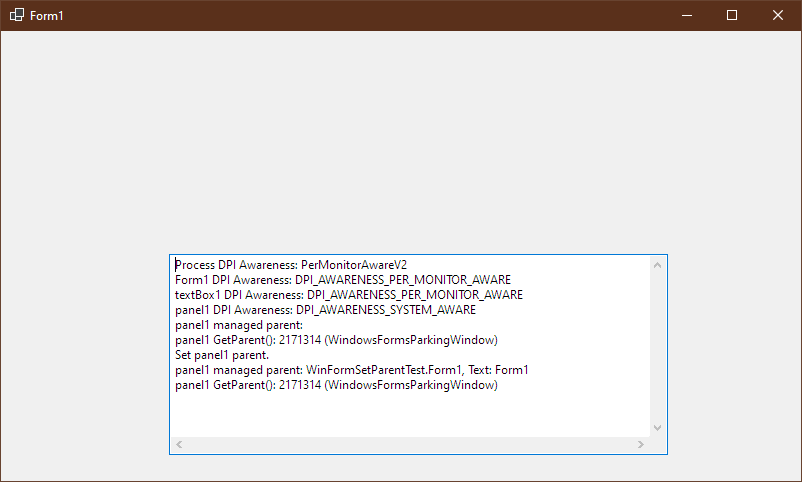 Form1
Process DPI Awareness: PerMonitorAwareV2
Form1 DPI Awareness: DPI_AWARENESS_PER_MONITOR_AWARE
textBox1 DPI Awareness: DPI_AWARENESS_PER_MONITOR_AWARE
panel1 DPI Awareness: DPI_AWARENESS_SYSTEM_AWARE
panel1 managed parent:
panel1 GetParent(): 2171314 (WindowsFormsParkingWindow)
Set panel1 parent.
panel1 managed parent: WinFormSetParentTest.Form1, Text: Form1
panel1 GetParent(): 2171314 (WindowsFormsParkingWindow)